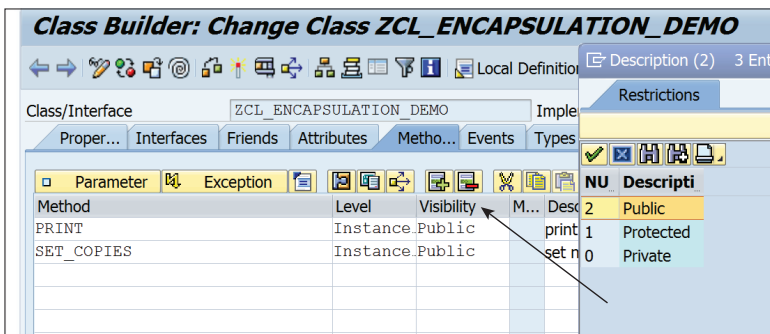 Class Builder: Change Class ZCL_ENCAPSULATION_DEMO
Local Definition
Description (2) 3 Ent
Restrictions
Class/Interface ZCL_ENCAPSULATION_DEMO Imple
Proper... Interfaces Friends Attributes Metho... Events Types
Parameter Exception
NU.. Descripti
Method Level Visibility M... Desc
PRINT Instance..Public print
SET_COPIES Instance..Public set n
2 Public
1 Protected
0 Private